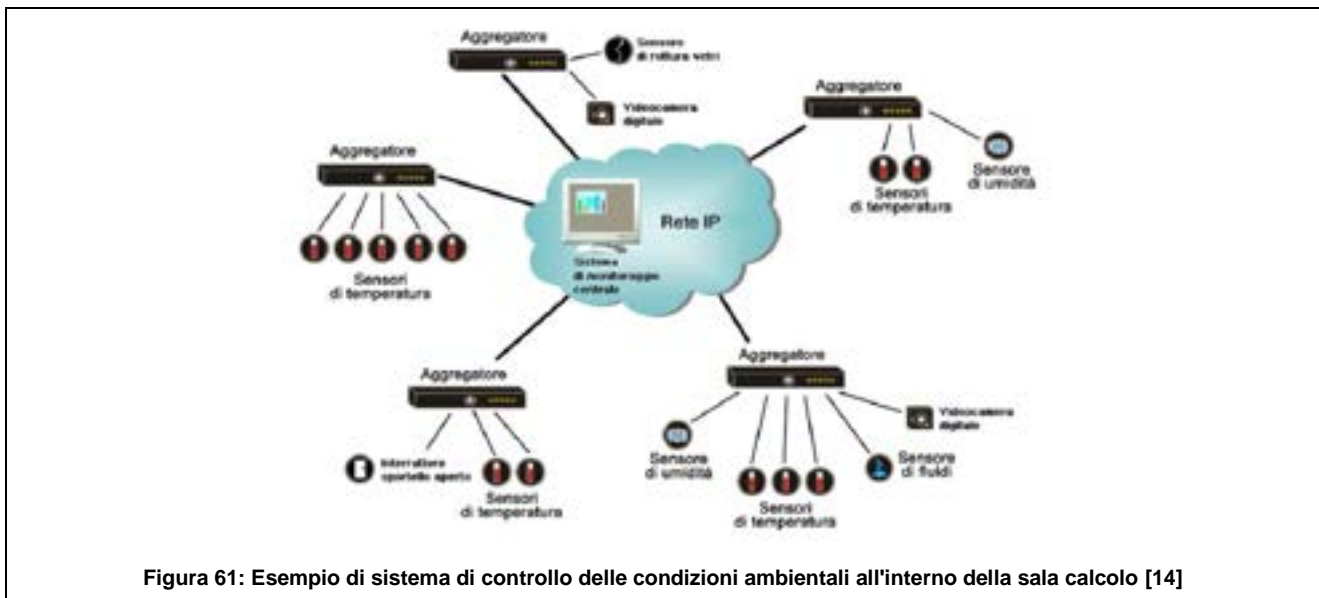 Aggregatore
Sensore
di rottura vetri
Videocamera
digitale
Aggregatore
Sensori
di temperatura
Sensore
di umidità
Aggregatore
Sensori
di temperatura
Rete IP
Sistema
di monitoraggio
centrale
Aggregatore
Interruttore
sportello aperto
Sensori
di temperatura
Aggregatore
Sensore
di umidità
Sensori
di temperatura
Sensore
di fluidi
Videocamera
digitale
Figura 61: Esempio di sistema di controllo delle condizioni ambientali all'interno della sala calcolo [14]